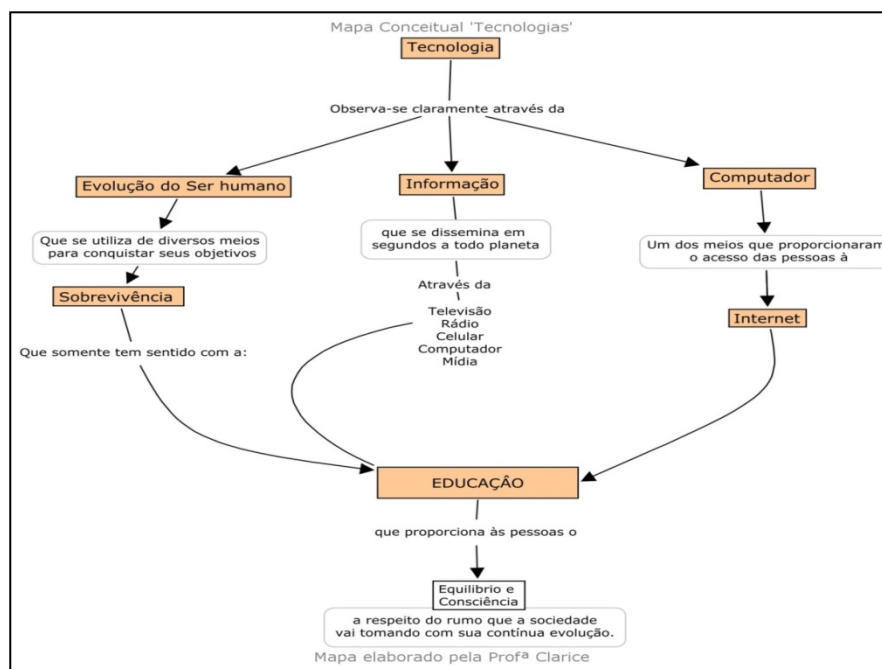 Mapa Conceitual 'Tecnologias'
Tecnologia
Observa-se claramente através da
Evolução do Ser humano
Informação
Computador
Que se utiliza de diversos meios
para conquistar seus objetivos
que se dissemina em
segundos a todo planeta
Um dos meios que proporcionaram
o acesso das pessoas à
Sobrevivência
Através da
Televisão
Rádio
Celular
Computador
Mídia
Internet
Que somente tem sentido com a:
EDUCAÇÂO
que proporciona às pessoas o
Equilibrio e
Consciência
a respeito do rumo que a sociedade
vai tomando com sua contínua evolução.
Mapa elaborado pela Profª Clarice